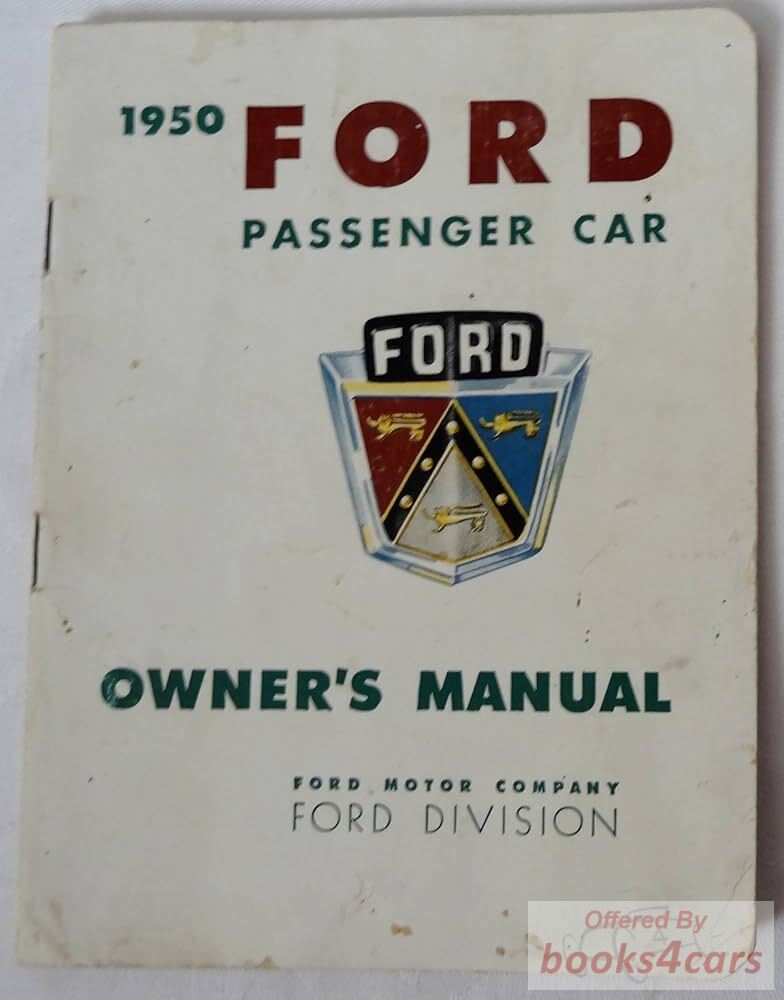 1950 FORD
PASSENGER CAR
FORD
OWNER'S MANUAL
FORD MOTOR COMPANY
FORD DIVISION
Offered By
books4cars